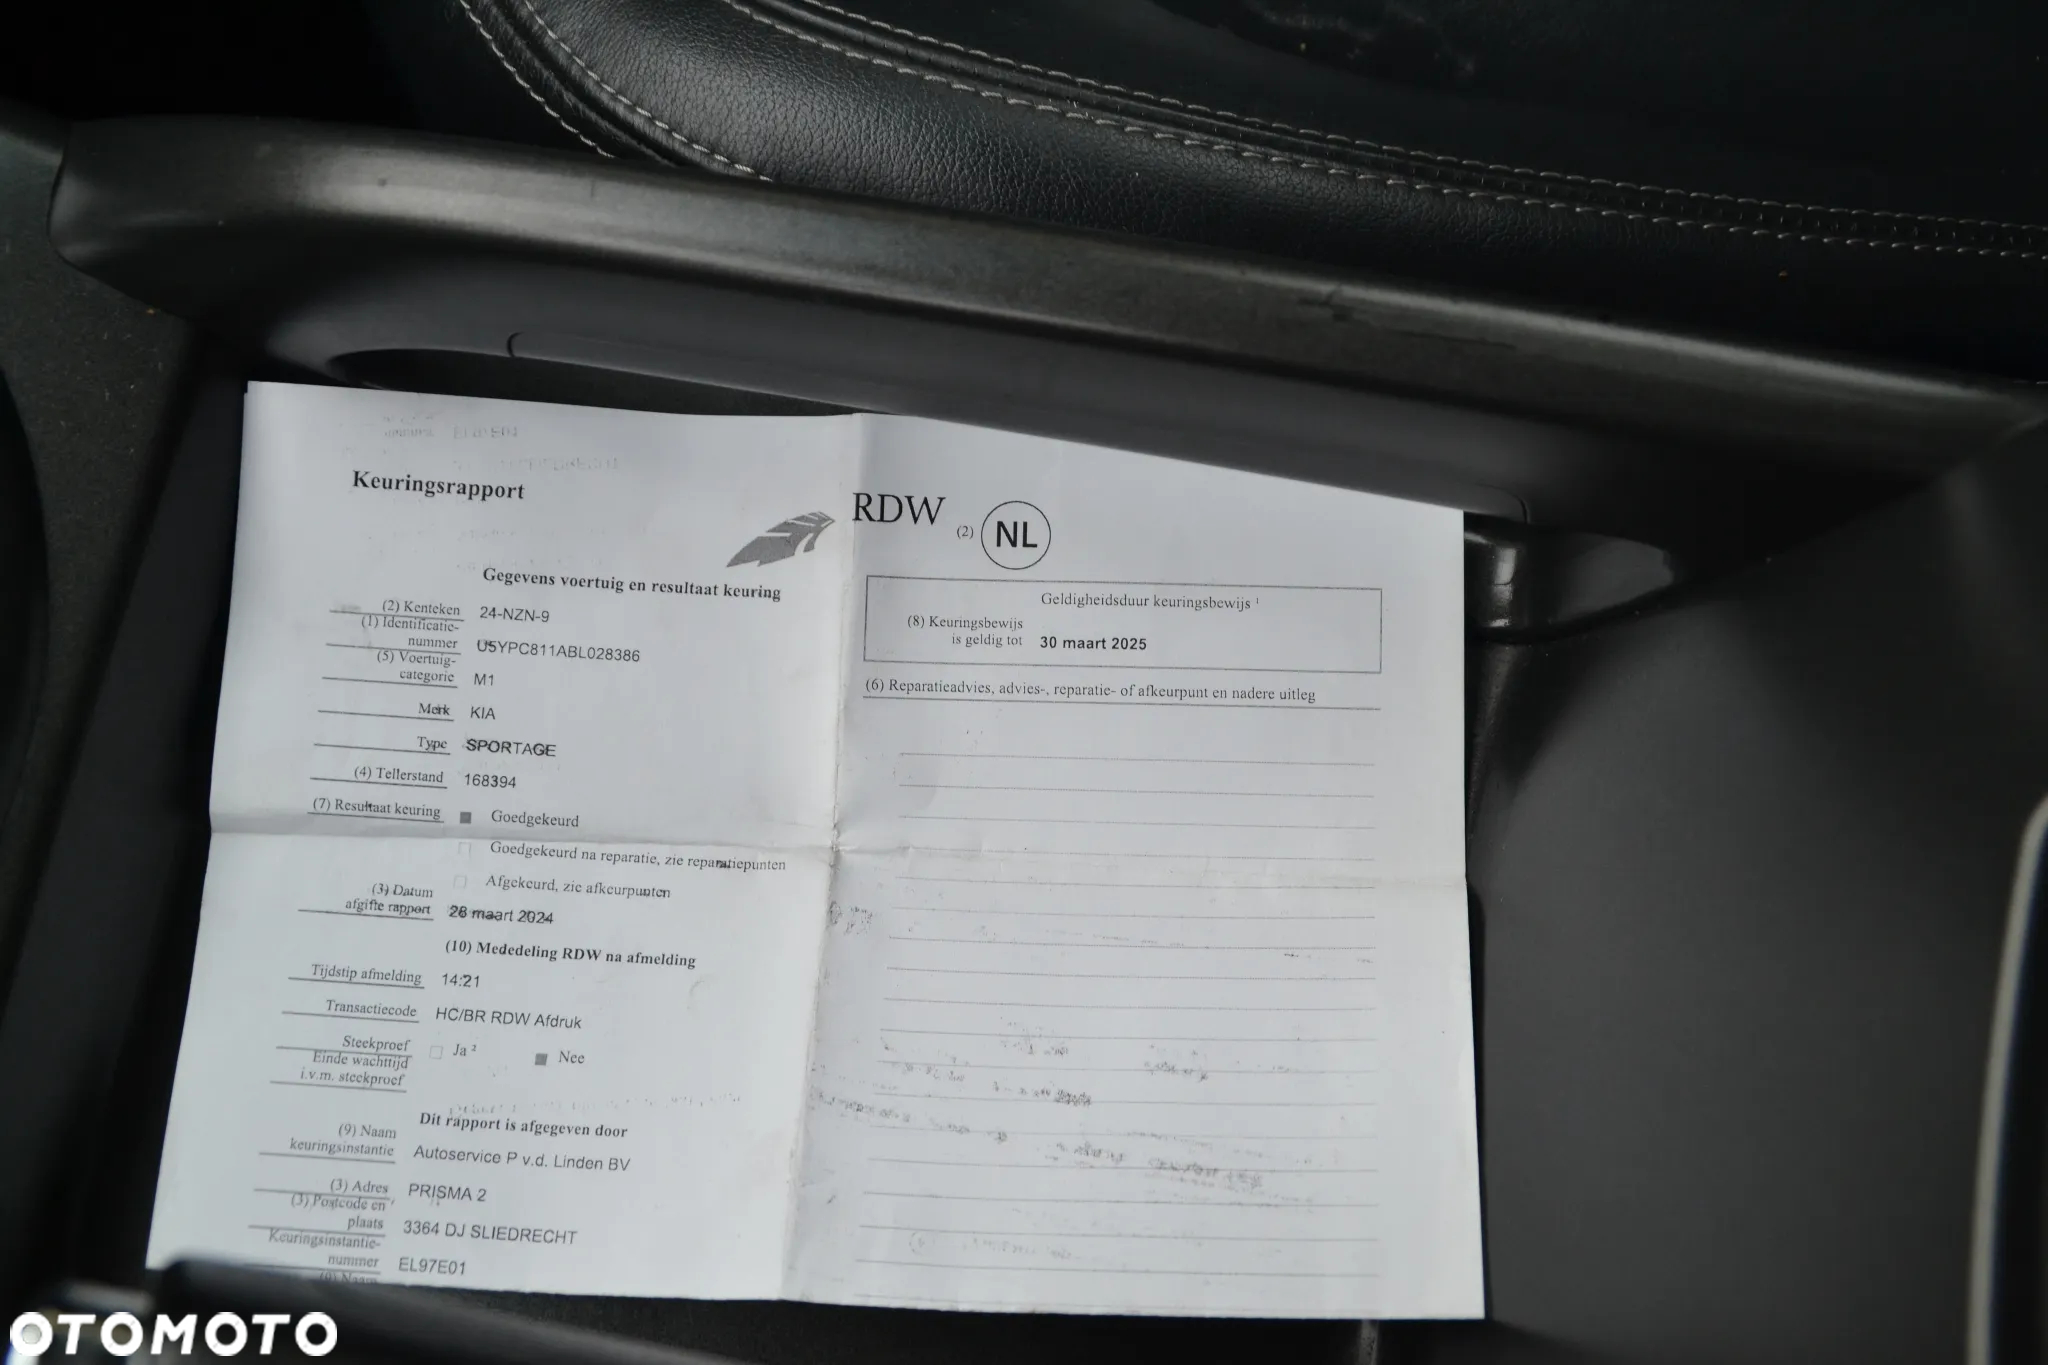 Keuringsrapport
Gegevens voertuig en resultaat keuring
(2) Kenteken 24-NZN-9
(1) Identificatie-
nummer U5YPC811ABL028386
(5) Voertuig-
categorie M1
Merk KIA
Type SPORTAGE
(4) Tellerstand 168394
(7) Resultaat keuring Goedgekeurd
Goedgekeurd na reparatie, zie reparatiepunten
Afgekeurd, zie afkeurpunten
(3) Datum
afgifte rapport 28 maart 2024
(10) Mededeling RDW na afmelding
Tijdstip afmelding 14:21
Transactiecode HC/BR RDW Afdruk
Steekproef Ja ² Nee
Einde wachttijd
i.v.m. steekproef
Dit rapport is afgegeven door
(9) Naam
keuringsinstantie Autoservice P v.d. Linden BV
(3) Adres PRISMA 2
(3) Postcode en
plaats 3364 DJ SLIEDRECHT
Keuringsinstantie-
nummer EL97E01
(9) Naam
RDW (2) NL
Geldigheidsduur keuringsbewijs ¹
(8) Keuringsbewijs
is geldig tot 30 maart 2025
(6) Reparatieadvies, advies-, reparatie- of afkeurpunt en nadere uitleg
OTOMOTO